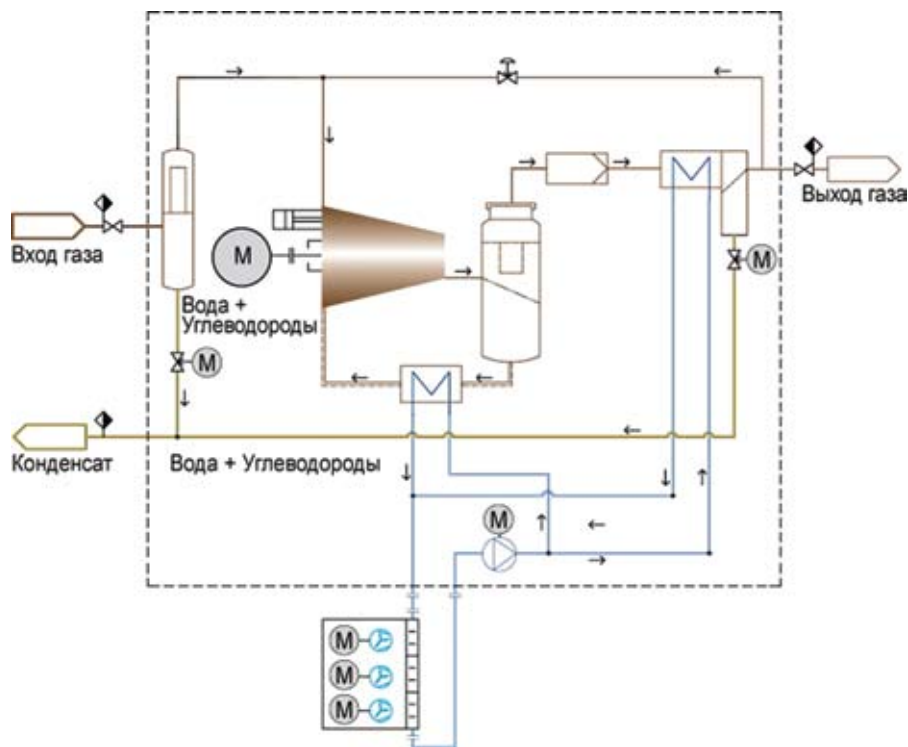 Вход газа
M
Вода +
Углеводороды
M
Конденсат
Вода + Углеводороды
Выход газа
M
M
M
M
M